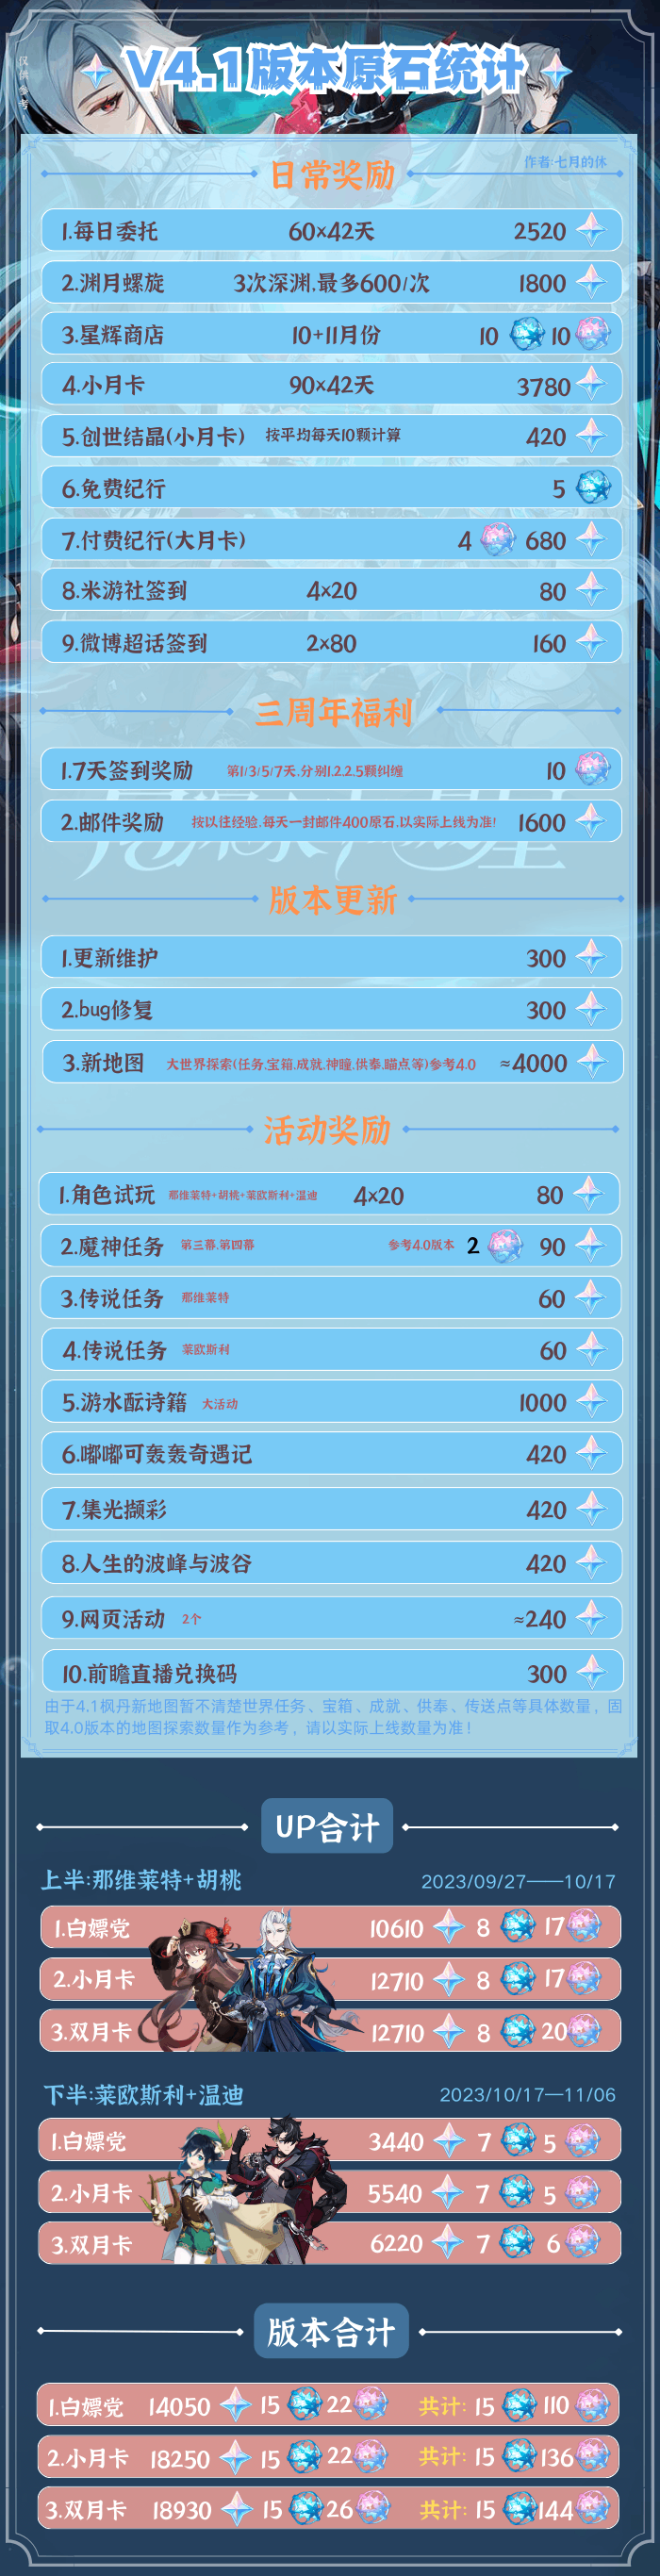 仅供参考
V4.1版本原石统计
作者:七月的休
日常奖励
1.每日委托 60×42天 2520
2.渊月螺旋 3次深渊,最多600/次 1800
3.星辉商店 10+11月份 10 10
4.小月卡 90×42天 3780
5.创世结晶(小月卡) 按平均每天10颗计算 420
6.免费纪行 5
7.付费纪行(大月卡) 4 680
8.米游社签到 4×20 80
9.微博超话签到 2×80 160
三周年福利
1.7天签到奖励 第1/3/5/7天,分别1.2.2.5颗纠缠 10
2.邮件奖励 按以往经验,每天一封邮件400原石,以实际上线为准! 1600
版本更新
1.更新维护 300
2.bug修复 300
3.新地图 大世界探索(任务,宝箱,成就,神瞳,供奉,瞄点等)参考4.0 ≈4000
活动奖励
1.角色试玩 那维莱特+胡桃+莱欧斯利+温迪 4×20 80
2.魔神任务 第三幕,第四幕 参考4.0版本 2 90
3.传说任务 那维莱特 60
4.传说任务 莱欧斯利 60
5.游水酝诗籍 大活动 1000
6.嘟嘟可轰轰奇遇记 420
7.集光撷彩 420
8.人生的波峰与波谷 420
9.网页活动 2个 ≈240
10.前瞻直播兑换码 300
由于4.1枫丹新地图暂不清楚世界任务、宝箱、成就、供奉、传送点等具体数量，固
取4.0版本的地图探索数量作为参考，请以实际上线数量为准！
UP合计
上半:那维莱特+胡桃 2023/09/27——10/17
1.白嫖党 10610 8 17
2.小月卡 12710 8 17
3.双月卡 12710 8 20
下半:莱欧斯利+温迪 2023/10/17—11/06
1.白嫖党 3440 7 5
2.小月卡 5540 7 5
3.双月卡 6220 7 6
版本合计
1.白嫖党 14050 15 22 共计: 15 110
2.小月卡 18250 15 22 共计: 15 136
3.双月卡 18930 15 26 共计: 15 144